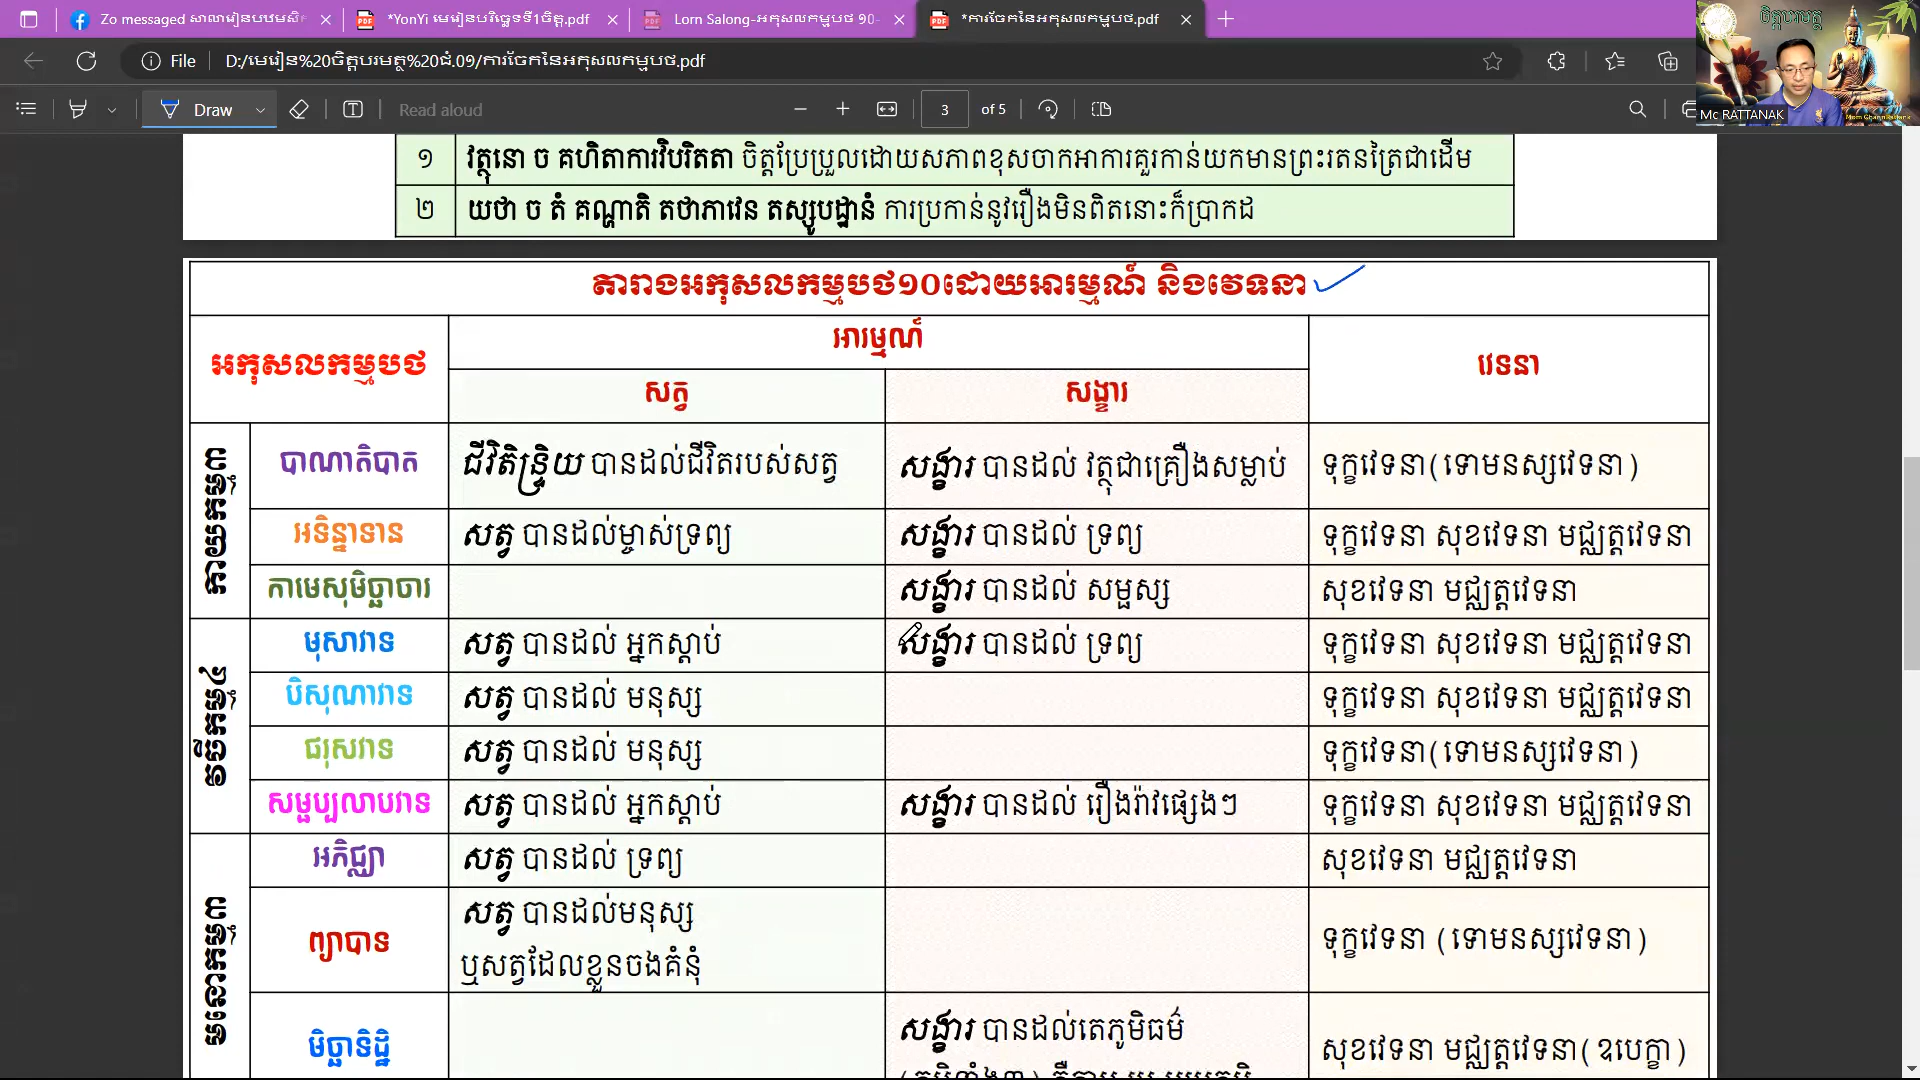 Zo messaged សាលារៀនបឋមសិក
*YonYi មេរៀនបរិច្ឆេទទី1ចិត្ត.pdf
Lorn Salong-អកុសលកម្មបថ 90-
*ការចែកនៃអកុសលកម្មបថ.pdf
ចិត្តបរមត្ថ
File
D:/មេរៀន%20ចិត្តបរមត្ថ%20ជំ.0១/ការចែកនៃអកុសលកម្មបថ.pdf
Mc RATTANAK
Draw
Read aloud
3
of 5
១ វត្ថុនោ ច គហិតាការវិបរិតតា ចិត្តប្រែប្រួលដោយសភាពខុសចាកអាការគួរកាន់យកមានព្រះរតនត្រៃជាដើម
២ យថា ច តំ គណ្ហាតិ តថាភាវេន តស្សូបដ្ឋានំ ការប្រកាន់នូវរឿងមិនពិតនោះក៏ប្រាកដ
តារាងអកុសលកម្មបថ១0ដោយអារម្មណ៍ និងវេទនា
អកុសលកម្មបថ
អារម្មណ៍
វេទនា
សត្វ
សង្ខារ
កាយកម្ម៣
បាណាតិបាត
ជីវិតិន្ទ្រិយ បានដល់ជីវិតរបស់សត្វ
សង្ខារ បានដល់ វត្ថុជាគ្រឿងសម្លាប់
ទុក្ខវេទនា(ទោមនស្សវេទនា)
អទិន្នាទាន
សត្វ បានដល់ម្ចាស់ទ្រព្យ
សង្ខារ បានដល់ ទ្រព្យ
ទុក្ខវេទនា សុខវេទនា មជ្ឈត្តវេទនា
កាមេសុមិច្ឆាចារ
សង្ខារ បានដល់ សម្ផស្ស
សុខវេទនា មជ្ឈត្តវេទនា
វចីកម្ម៤
មុសាវាទ
សត្វ បានដល់ អ្នកស្តាប់
សង្ខារ បានដល់ ទ្រព្យ
ទុក្ខវេទនា សុខវេទនា មជ្ឈត្តវេទនា
បិសុណាវាទ
សត្វ បានដល់ មនុស្ស
ទុក្ខវេទនា សុខវេទនា មជ្ឈត្តវេទនា
ផរុសវាទ
សត្វ បានដល់ មនុស្ស
ទុក្ខវេទនា(ទោមនស្សវេទនា)
សម្ផប្បលាបវាទ
សត្វ បានដល់ អ្នកស្តាប់
សង្ខារ បានដល់ រឿងរ៉ាវផ្សេងៗ
ទុក្ខវេទនា សុខវេទនា មជ្ឈត្តវេទនា
មនោកម្ម៣
អភិជ្ឈា
សត្វ បានដល់ ទ្រព្យ
សុខវេទនា មជ្ឈត្តវេទនា
ព្យាបាទ
សត្វ បានដល់មនុស្ស
ឬសត្វដែលខ្លួនចងគំនុំ
ទុក្ខវេទនា (ទោមនស្សវេទនា)
មិច្ឆាទិដ្ឋិ
សង្ខារ បានដល់តេភូមិធម៌
សុខវេទនា មជ្ឈត្តវេទនា(ឧបេក្ខា)